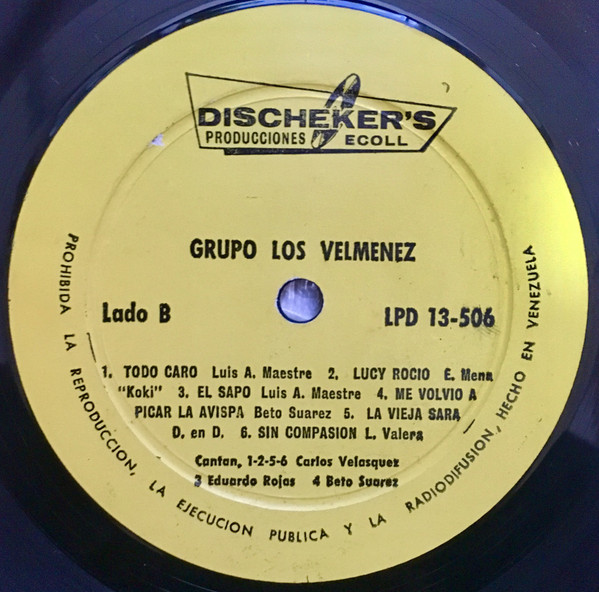 DISCHEKER'S
PRODUCCIONES ECOLL
GRUPO LOS VELMENEZ
Lado B LPD 13-506
1. TODO CARO Luis A. Maestre 2. LUCY ROCIO E. Mena
"Koki" 3. EL SAPO Luis A. Maestre 4. ME VOLVIO A
PICAR LA AVISPA Beto Suarez 5. LA VIEJA SARA
D. en D. 6. SIN COMPASION L. Valera
Cantan, 1-2-5-6 Carlos Velasquez
3 Eduardo Rojas 4 Beto Suarez
PROHIBIDA LA REPRODUCCION, LA EJECUCION PUBLICA Y LA RADIODIFUSION, HECHO EN VENEZUELA